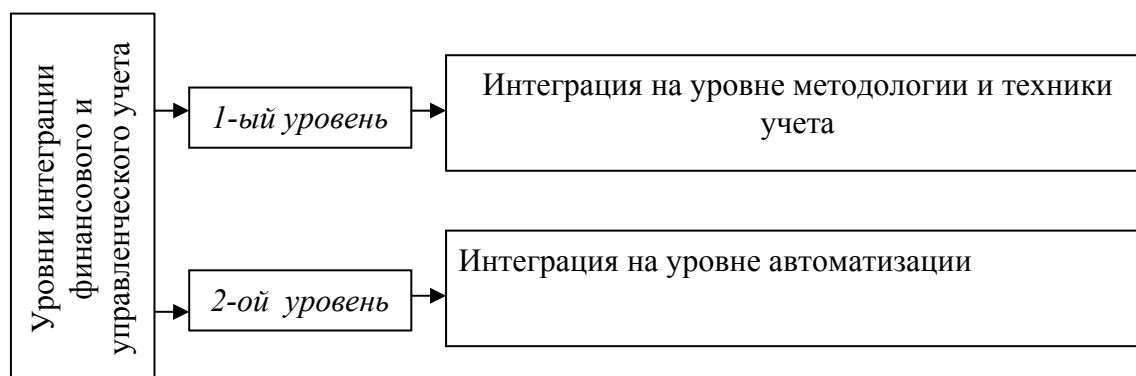 Уровни интеграции
финансового и
управленческого учета
1-ый уровень
Интеграция на уровне методологии и техники
учета
2-ой уровень
Интеграция на уровне автоматизации